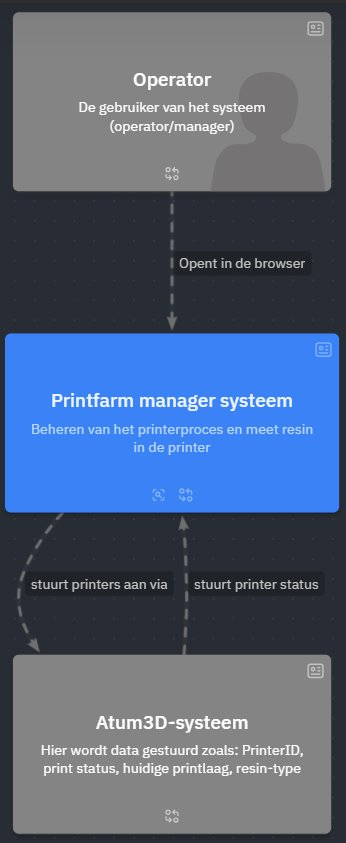 Operator
De gebruiker van het systeem
(operator/manager)
Opent in de browser
Printfarm manager systeem
Beheren van het printerproces en meet resin
in de printer
stuurt printers aan via
stuurt printer status
Atum3D-systeem
Hier wordt data gestuurd zoals: PrinterID,
print status, huidige printlaag, resin-type